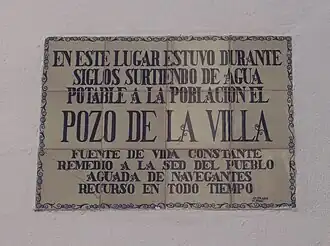 EN ESTE LUGAR ESTUVO DURANTE
SIGLOS SURTIENDO DE AGUA
POTABLE A LA POBLACIÓN EL
POZO DE LA VILLA
FUENTE DE VIDA CONSTANTE
REMEDIO A LA SED DEL PUEBLO
AGUADA DE NAVEGANTES
RECURSO EN TODO TIEMPO